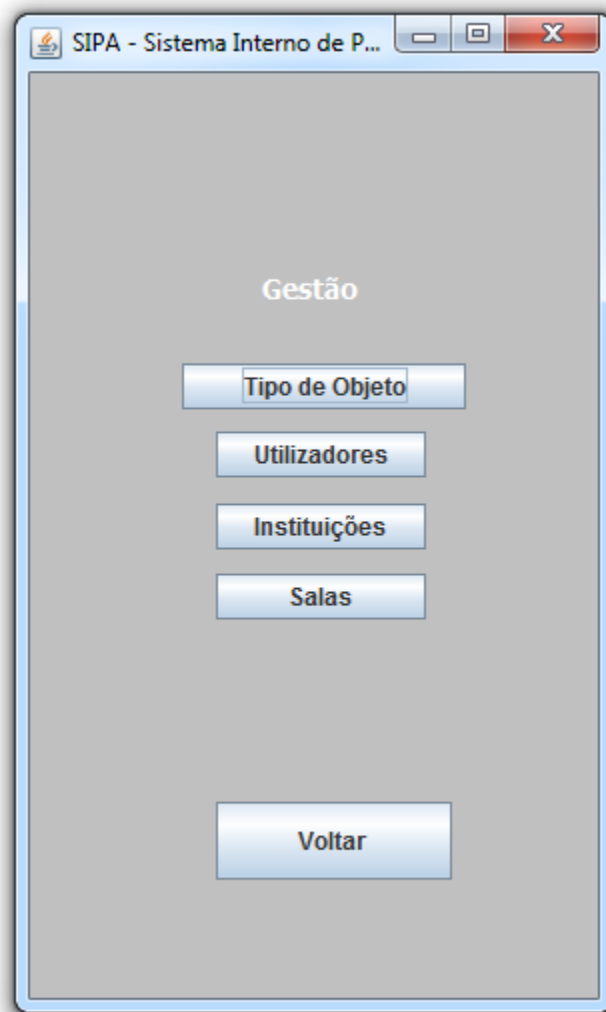 SIPA - Sistema Interno de P...
Gestão
Tipo de Objeto
Utilizadores
Instituições
Salas
Voltar